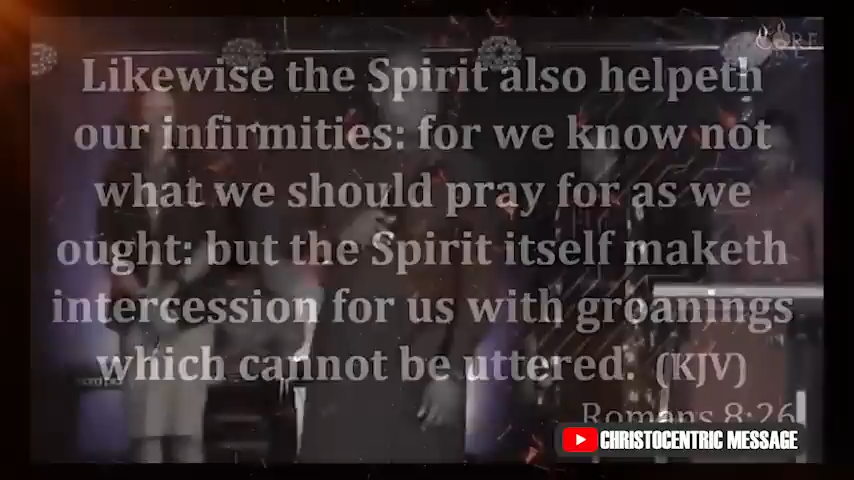 CORE
Likewise the Spirit also helpeth
our infirmities: for we know not
what we should pray for as we
ought: but the Spirit itself maketh
intercession for us with groanings
which cannot be uttered. (KJV)
Romans 8:26
CHRISTOCENTRIC MESSAGE